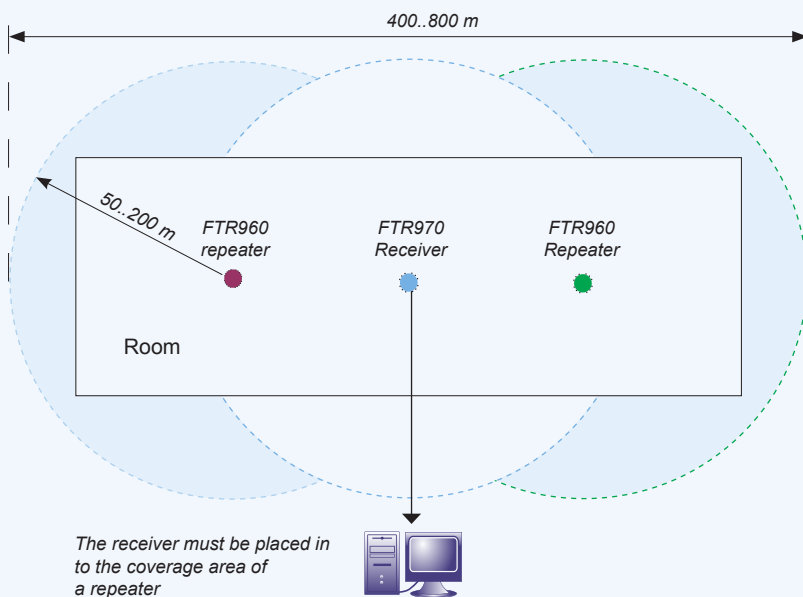 400..800 m
50..200 m
FTR960
repeater
FTR970
Receiver
FTR960
Repeater
Room
The receiver must be placed in
to the coverage area of
a repeater